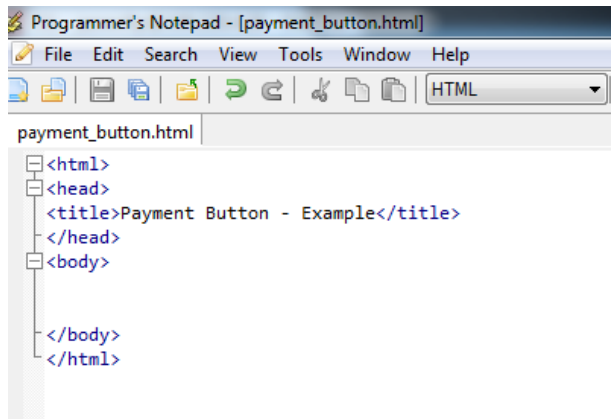 Programmer's Notepad - [payment_button.html]
File Edit Search View Tools Window Help
HTML
payment_button.html
<html>
<head>
<title>Payment Button - Example</title>
</head>
<body>
</body>
</html>